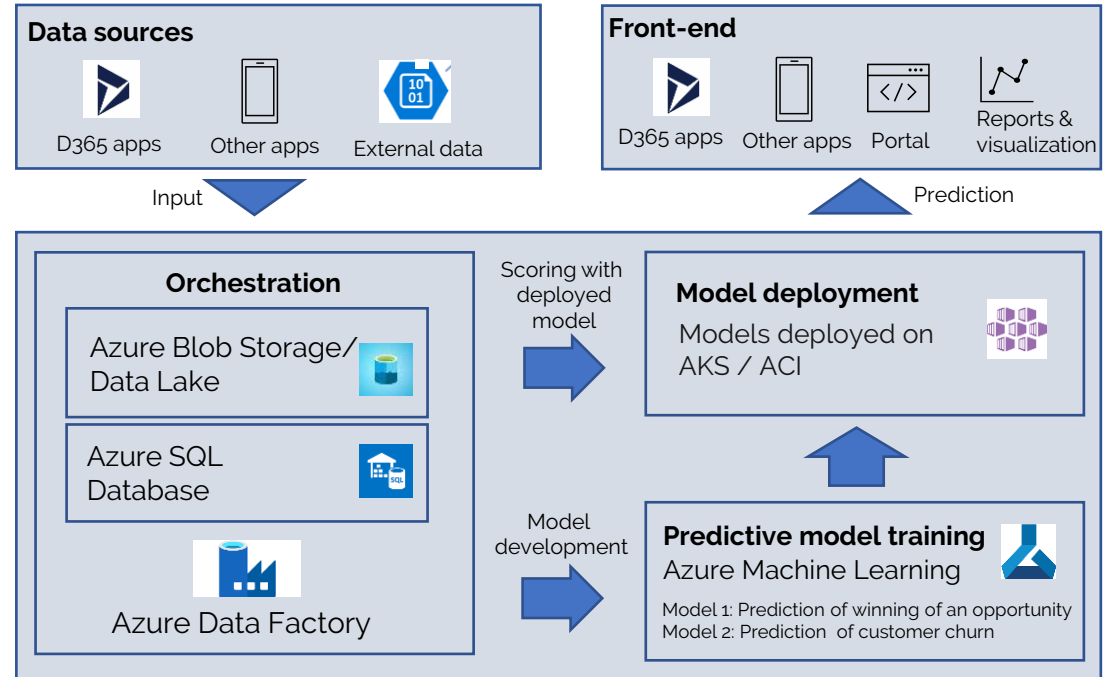 Data sources
D365 apps
Other apps
External data
10
01
Front-end
D365 apps
Other apps
</>
Portal
Reports &
visualization
Input
Prediction
Orchestration
Azure Blob Storage/
Data Lake
Azure SQL
Database
SQL
Azure Data Factory
Scoring with
deployed
model
Model deployment
Models deployed on
AKS / ACI
Model
development
Predictive model training
Azure Machine Learning
Model 1: Prediction of winning of an opportunity
Model 2: Prediction of customer churn